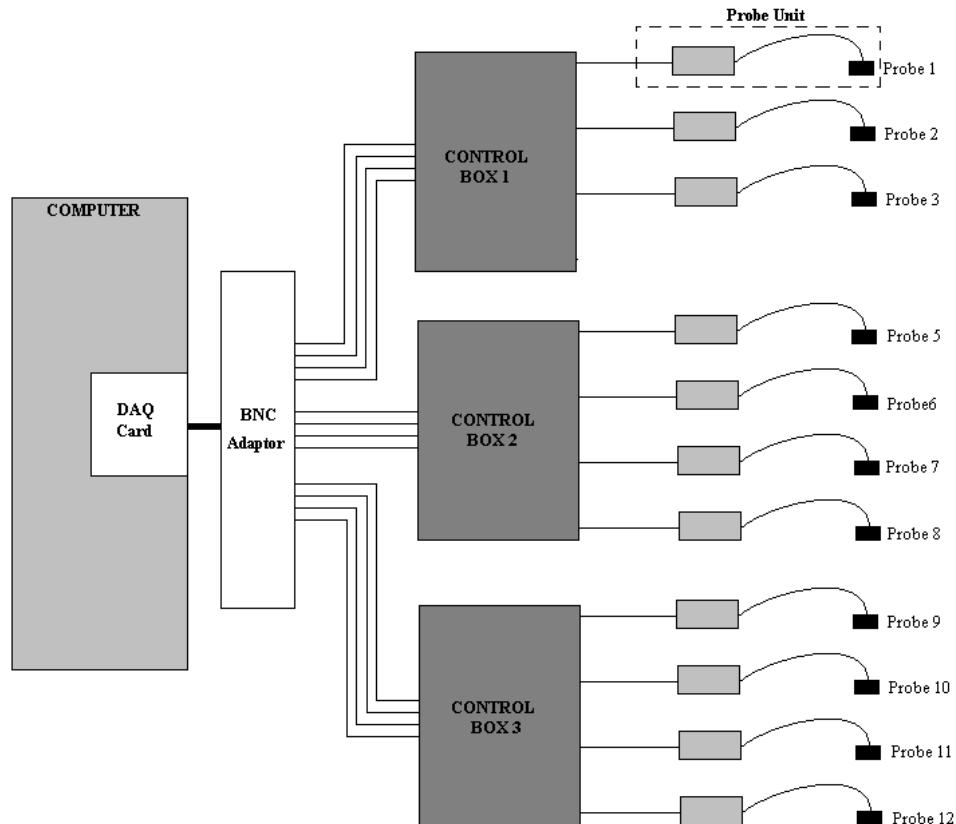 Probe Unit
Probe 1
Probe 2
CONTROL
BOX 1
Probe 3
COMPUTER
Probe 5
DAQ
Card
BNC
Adaptor
CONTROL
BOX 2
Probe6
Probe 7
Probe 8
Probe 9
Probe 10
CONTROL
BOX 3
Probe 11
Probe 12